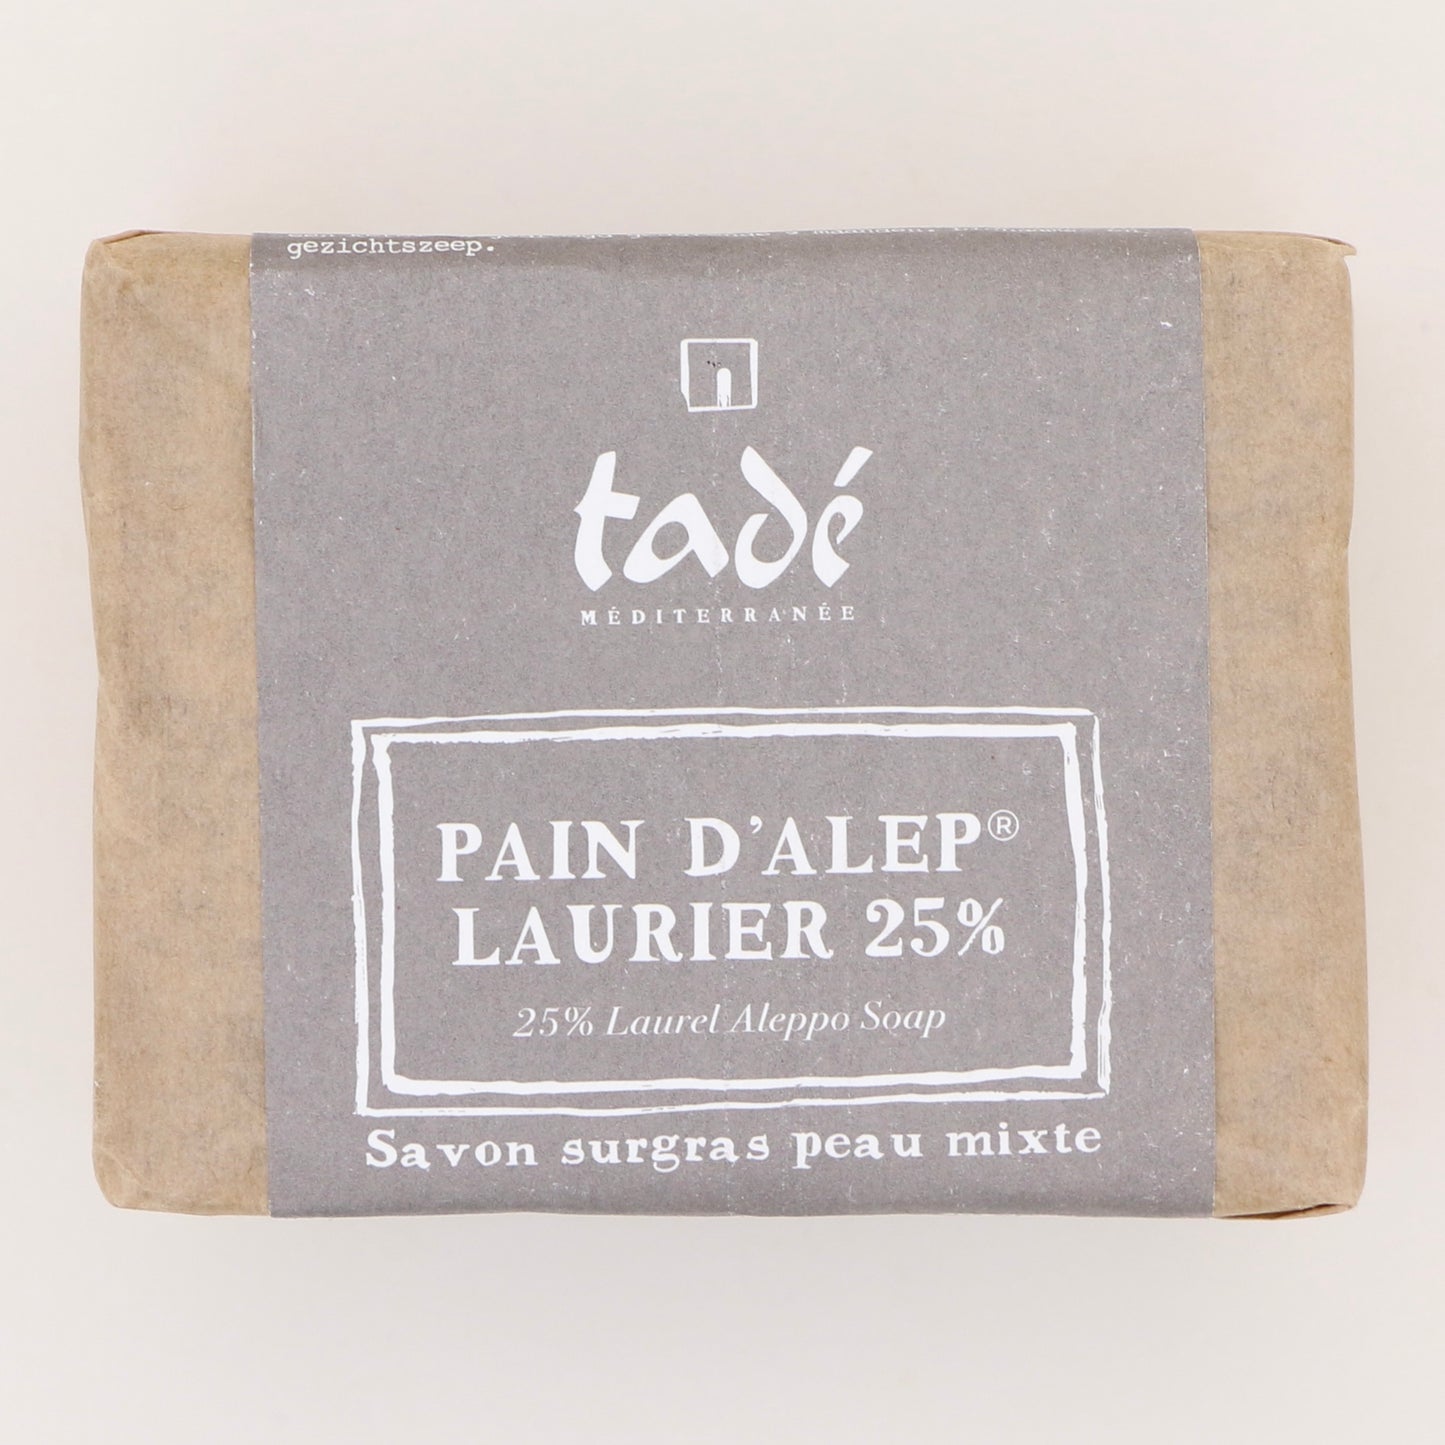 gezichtszeep.
tadé
MÉDITERRANÉE
PAIN D'ALEP®
LAURIER 25%
25% Laurel Aleppo Soap
Savon surgras peau mixte